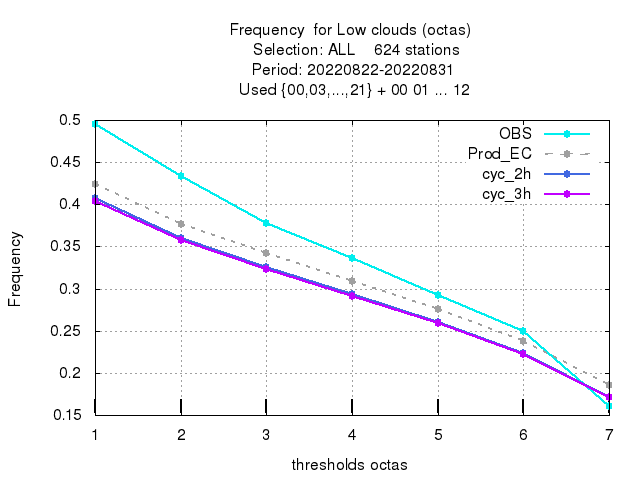 Frequency  for Low clouds (octas)
Selection: ALL    624 stations
Period: 20220822-20220831
Used {00,03,...,21} + 00 01 ... 12
0.5
0.45
0.4
0.35
0.3
0.25
0.2
0.15
Frequency
OBS
Prod_EC
cyc_2h
cyc_3h
1 2 3 4 5 6 7
thresholds octas